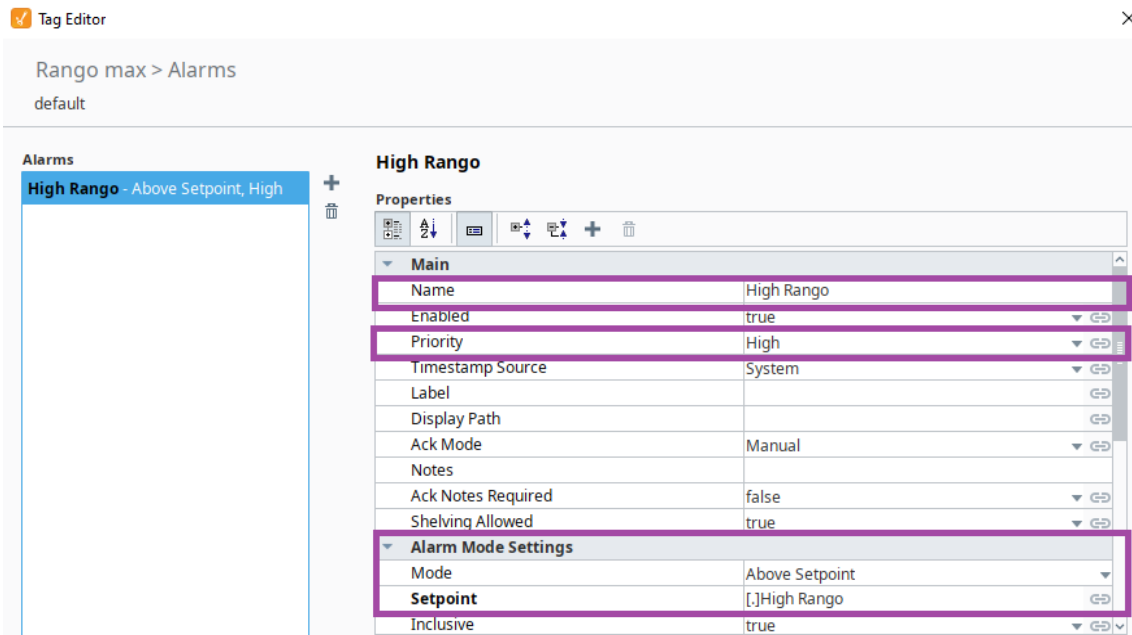 Tag Editor
Rango max > Alarms
default
Alarms
High Rango - Above Setpoint, High
High Rango
Properties
Main
Name High Rango
Enabled true
Priority High
Timestamp Source System
Label
Display Path
Ack Mode Manual
Notes
Ack Notes Required false
Shelving Allowed true
Alarm Mode Settings
Mode Above Setpoint
Setpoint [.]High Rango
Inclusive true